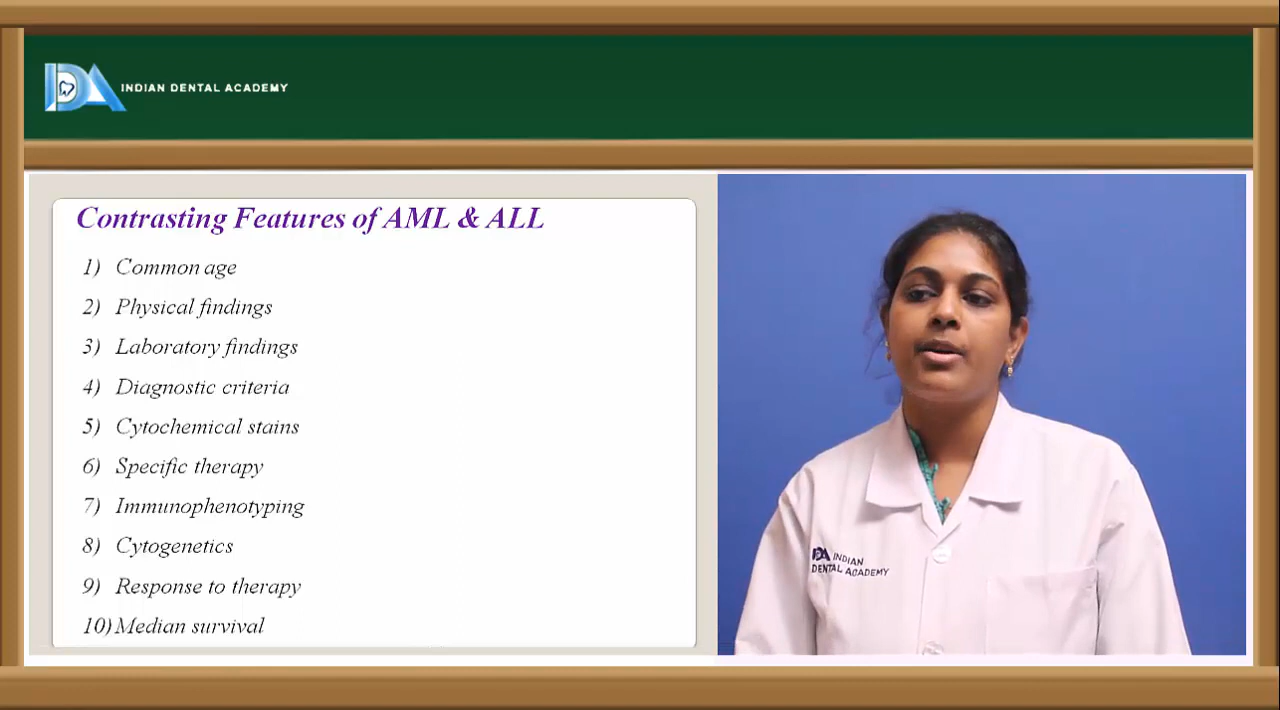 INDIAN DENTAL ACADEMY
Contrasting Features of AML & ALL
1) Common age
2) Physical findings
3) Laboratory findings
4) Diagnostic criteria
5) Cytochemical stains
6) Specific therapy
7) Immunophenotyping
8) Cytogenetics
9) Response to therapy
10) Median survival
IDA INDIAN
DENTAL ACADEMY